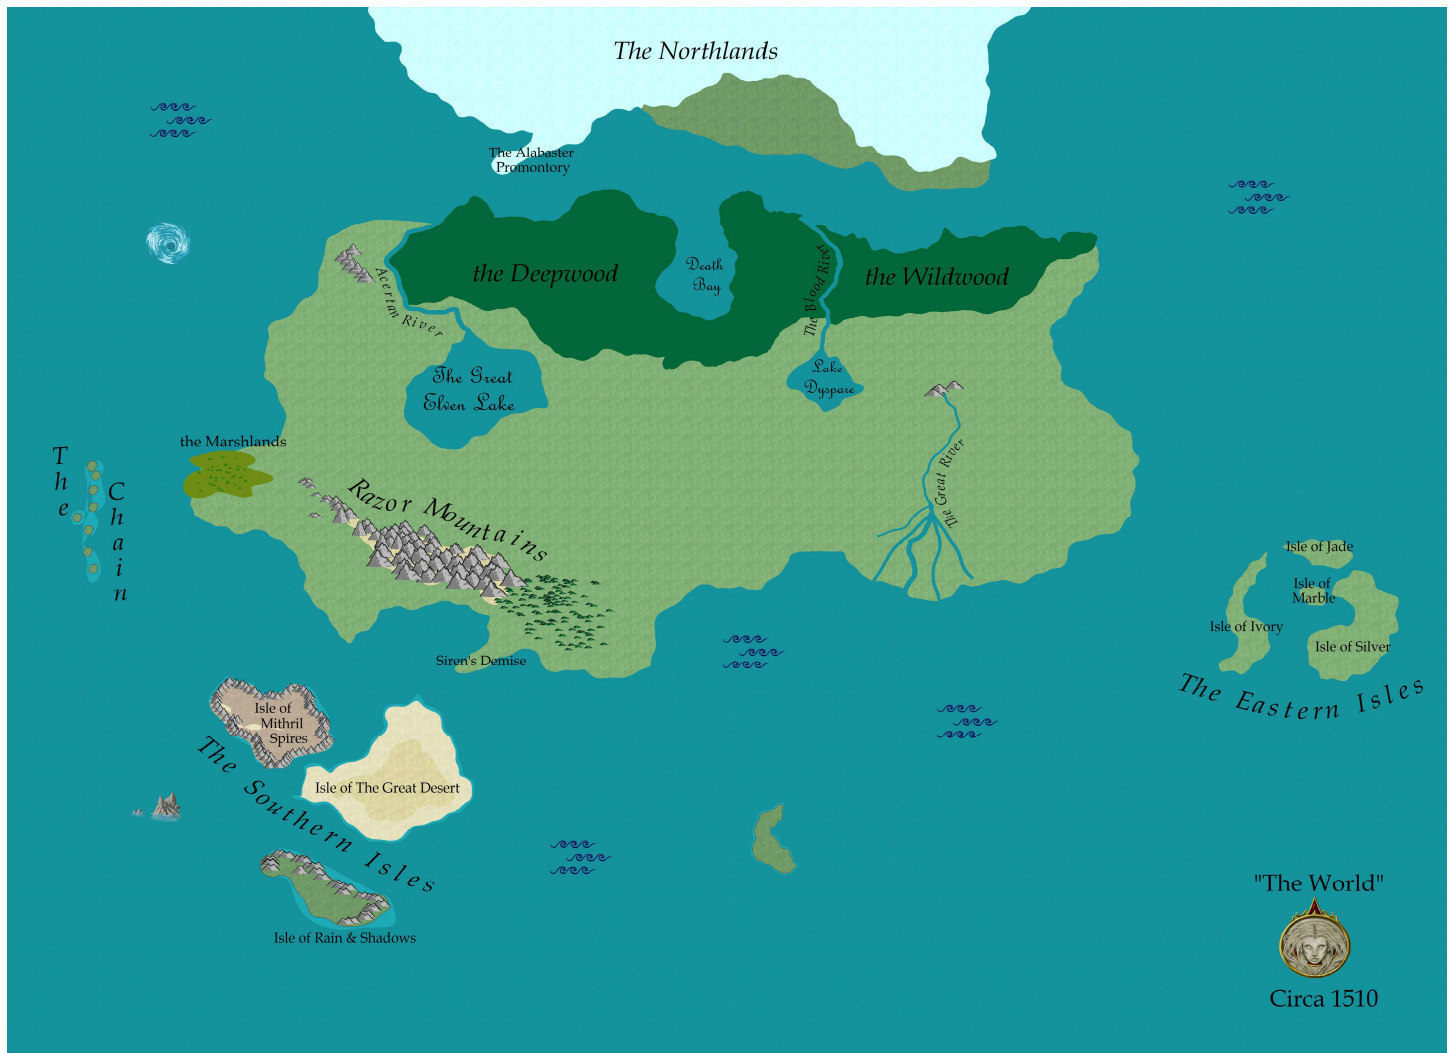 The Northlands
The Alabaster
Promontory
the Deepwood
Death
Bay
The Blood River
the Wildwood
Acertan River
The Great
Elven Lake
Lake
Dyspare
the Marshlands
The
Chain
Razor Mountains
The Great River
Siren's Demise
Isle of Jade
Isle of
Marble
Isle of Ivory
Isle of Silver
The Eastern Isles
Isle of
Mithril
Spires
Isle of The Great Desert
The Southern Isles
Isle of Rain & Shadows
"The World"
Circa 1510